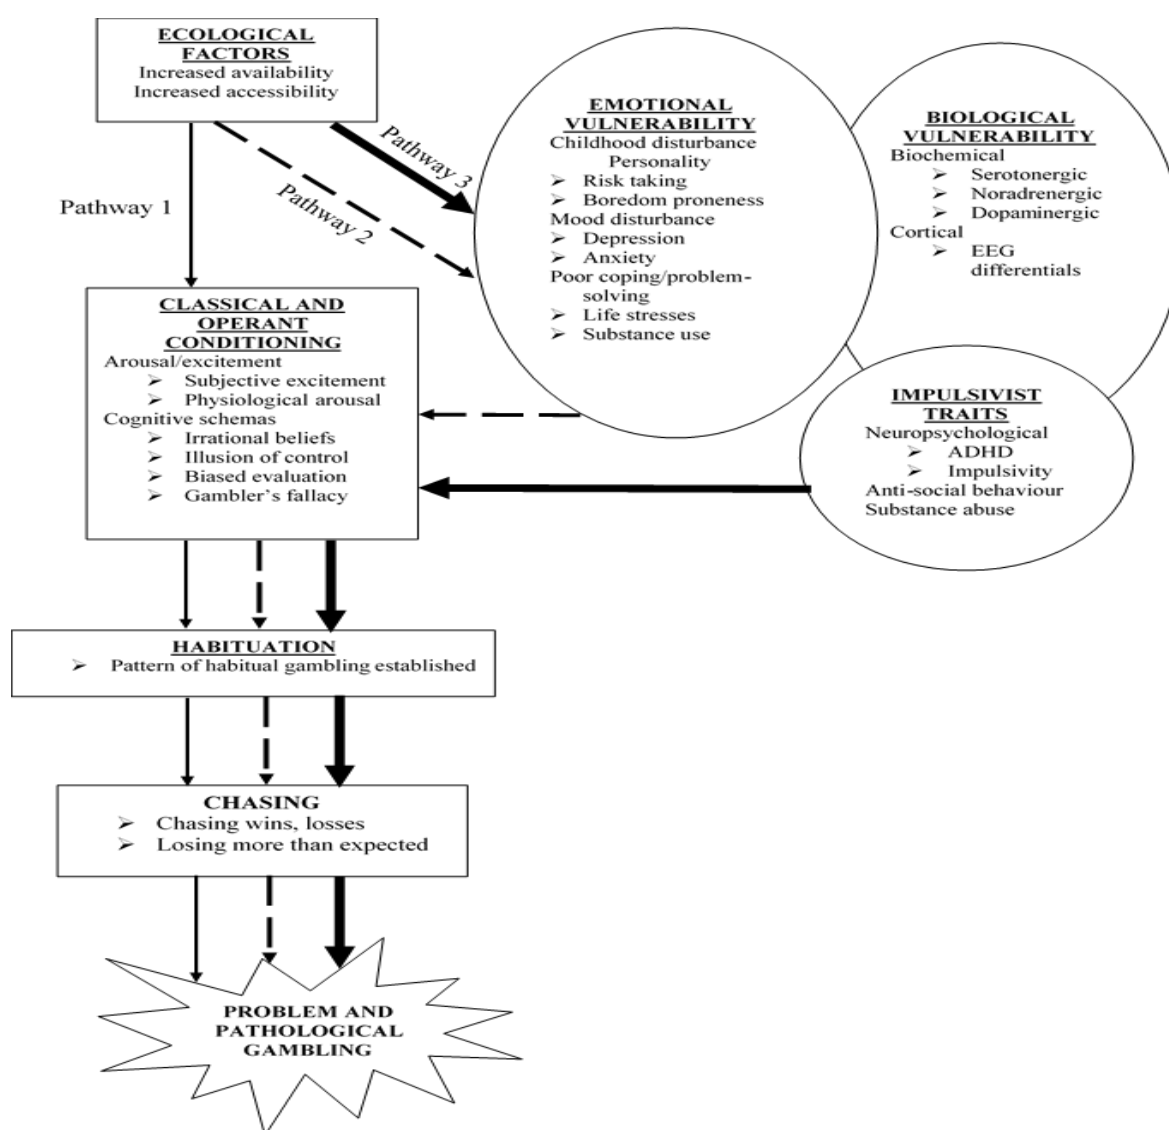 ECOLOGICAL
FACTORS
Increased availability
Increased accessibility
Pathway 1
Pathway 2
Pathway 3
EMOTIONAL
VULNERABILITY
Childhood disturbance
Personality
➢ Risk taking
➢ Boredom proneness
Mood disturbance
➢ Depression
➢ Anxiety
Poor coping/problem-
solving
➢ Life stresses
➢ Substance use
BIOLOGICAL
VULNERABILITY
Biochemical
➢ Serotonergic
➢ Noradrenergic
➢ Dopaminergic
Cortical
➢ EEG
differentials
IMPULSIVIST
TRAITS
Neuropsychological
➢ ADHD
➢ Impulsivity
Anti-social behaviour
Substance abuse
CLASSICAL AND
OPERANT
CONDITIONING
Arousal/excitement
➢ Subjective excitement
➢ Physiological arousal
Cognitive schemas
➢ Irrational beliefs
➢ Illusion of control
➢ Biased evaluation
➢ Gambler's fallacy
HABITUATION
➢ Pattern of habitual gambling established
CHASING
➢ Chasing wins, losses
➢ Losing more than expected
PROBLEM AND
PATHOLOGICAL
GAMBLING